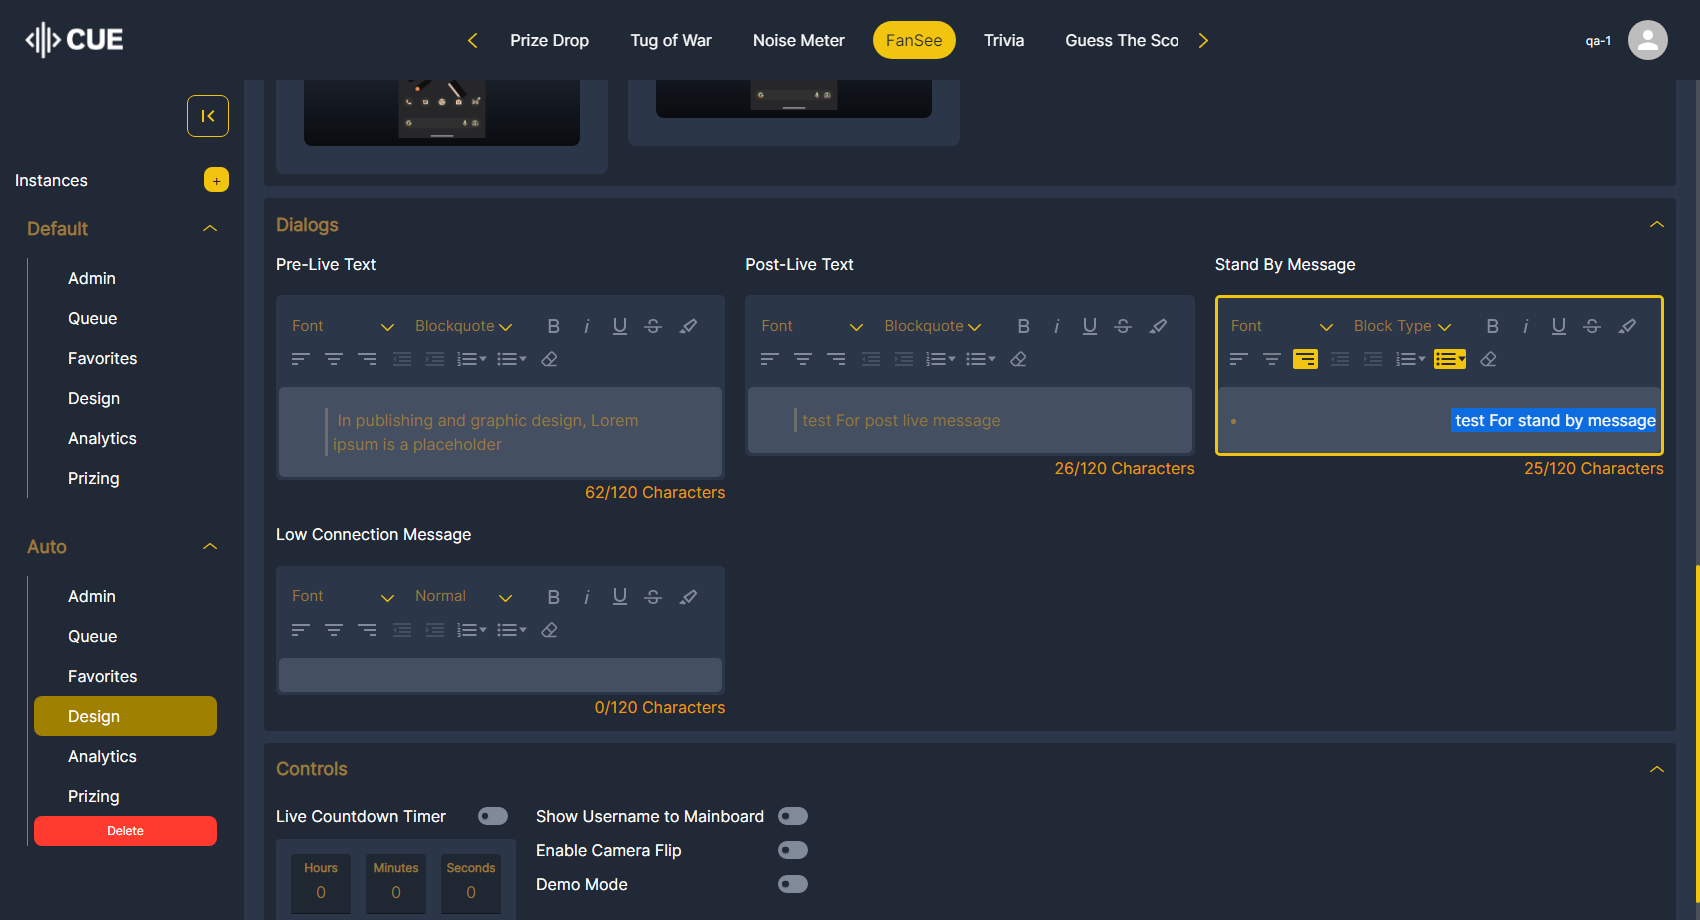 CUE
Prize Drop
Tug of War
Noise Meter
FanSee
Trivia
Guess The Sco
qa-1
Instances
+
Default
Admin
Queue
Favorites
Design
Analytics
Prizing
Auto
Admin
Queue
Favorites
Design
Analytics
Prizing
Delete
Dialogs
Pre-Live Text
Font
Blockquote
B i U S
In publishing and graphic design, Lorem
ipsum is a placeholder
62/120 Characters
Post-Live Text
Font
Blockquote
B i U S
test For post live message
26/120 Characters
Stand By Message
Font
Block Type
B i U S
• test For stand by message
25/120 Characters
Low Connection Message
Font
Normal
B i U S
0/120 Characters
Controls
Live Countdown Timer
Hours
0
Minutes
0
Seconds
0
Show Username to Mainboard
Enable Camera Flip
Demo Mode